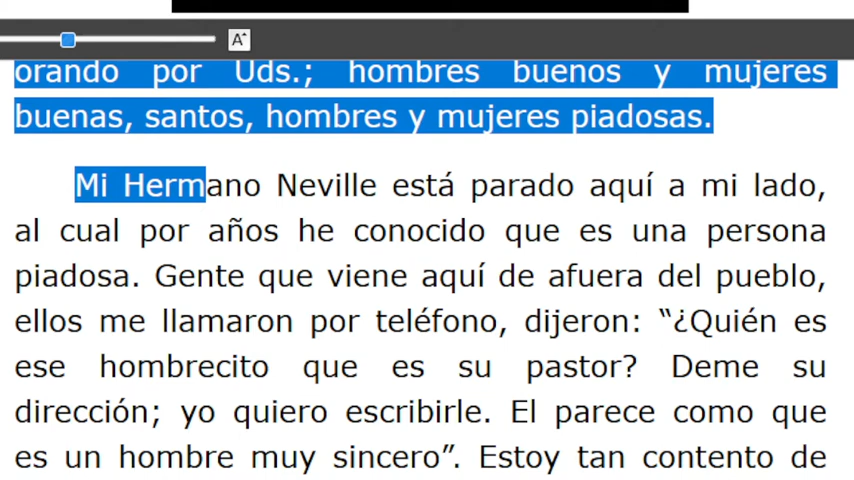 A
orando por Uds.; hombres buenos y mujeres
buenas, santos, hombres y mujeres piadosas.
Mi Hermano Neville está parado aquí a mi lado,
al cual por años he conocido que es una persona
piadosa. Gente que viene aquí de afuera del pueblo,
ellos me llamaron por teléfono, dijeron: “¿Quién es
ese hombrecito que es su pastor? Deme su
dirección; yo quiero escribirle. El parece como que
es un hombre muy sincero”. Estoy tan contento de